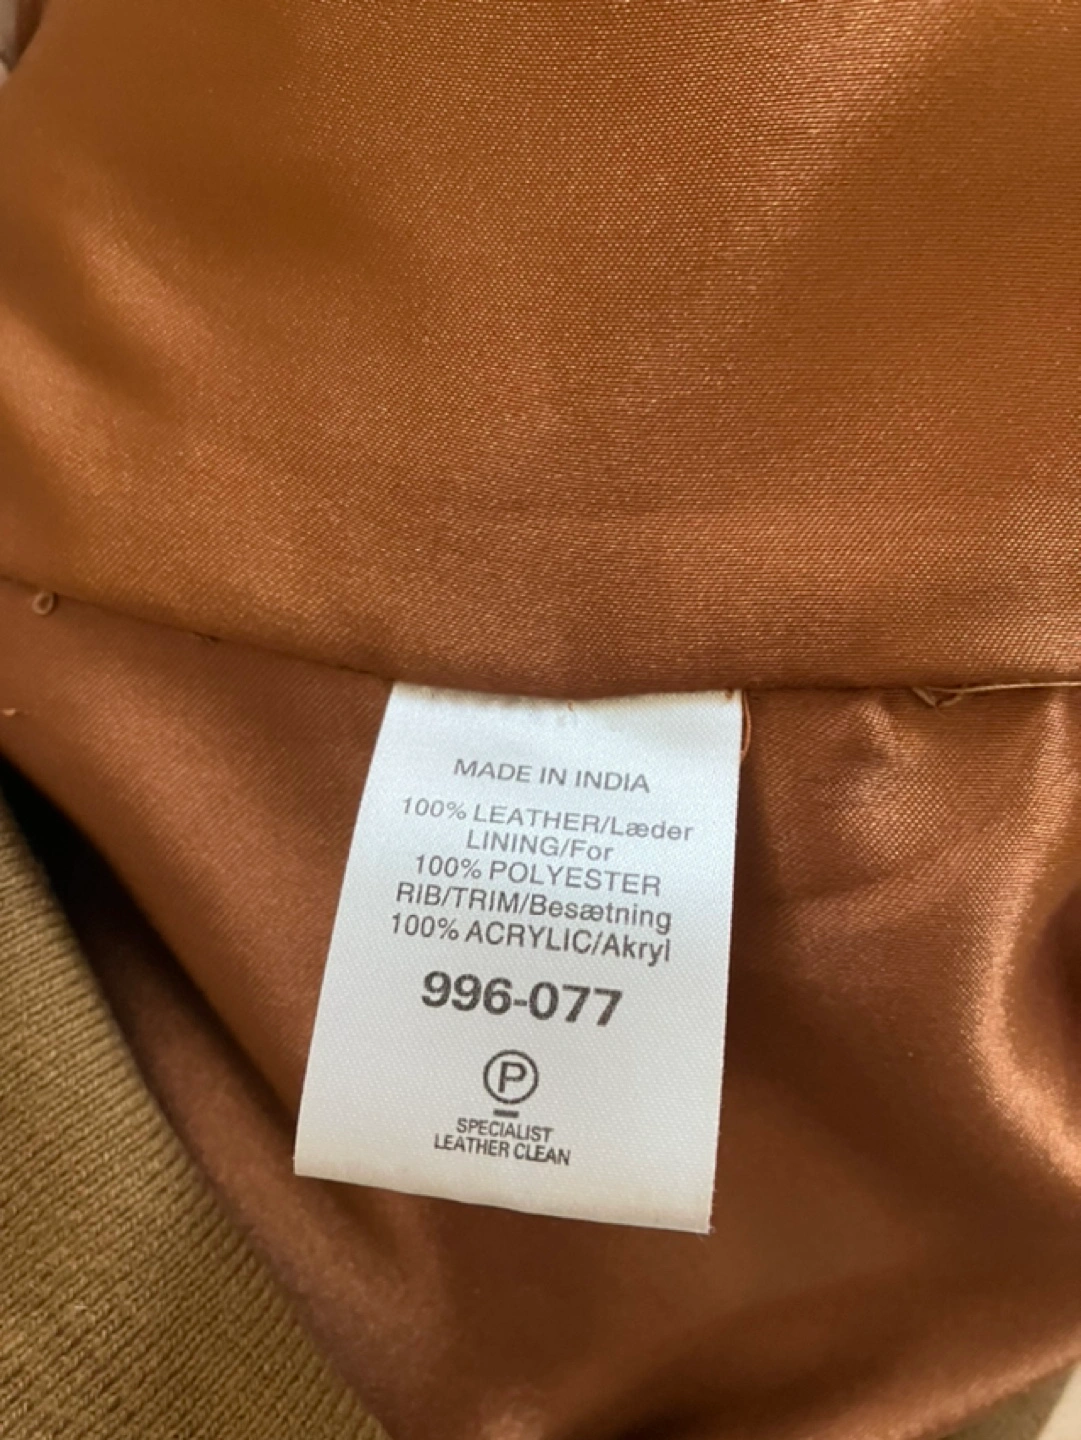 MADE IN INDIA
100% LEATHER/Læder
LINING/For
100% POLYESTER
RIB/TRIM/Besætning
100% ACRYLIC/Akryl
996-077
P
SPECIALIST
LEATHER CLEAN